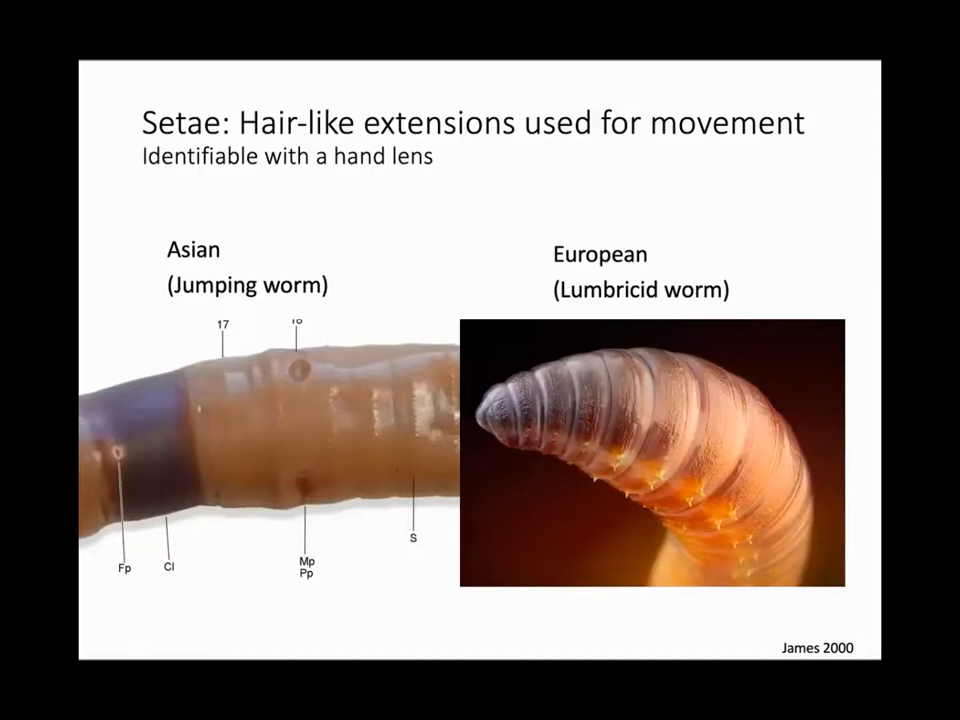 Setae: Hair-like extensions used for movement
Identifiable with a hand lens
Asian
(Jumping worm)
European
(Lumbricid worm)
17
18
Fp
Cl
Mp
Pp
S
James 2000